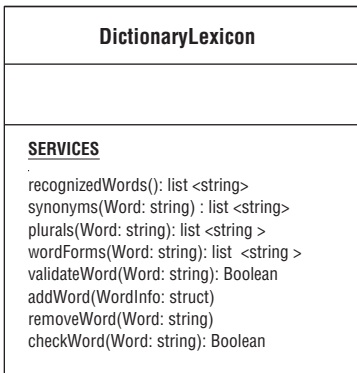 DictionaryLexicon
SERVICES
recognizedWords(): list <string>
synonyms(Word: string) : list <string>
plurals(Word: string): list <string >
wordForms(Word: string): list <string >
validateWord(Word: string): Boolean
addWord(WordInfo: struct)
removeWord(Word: string)
checkWord(Word: string): Boolean